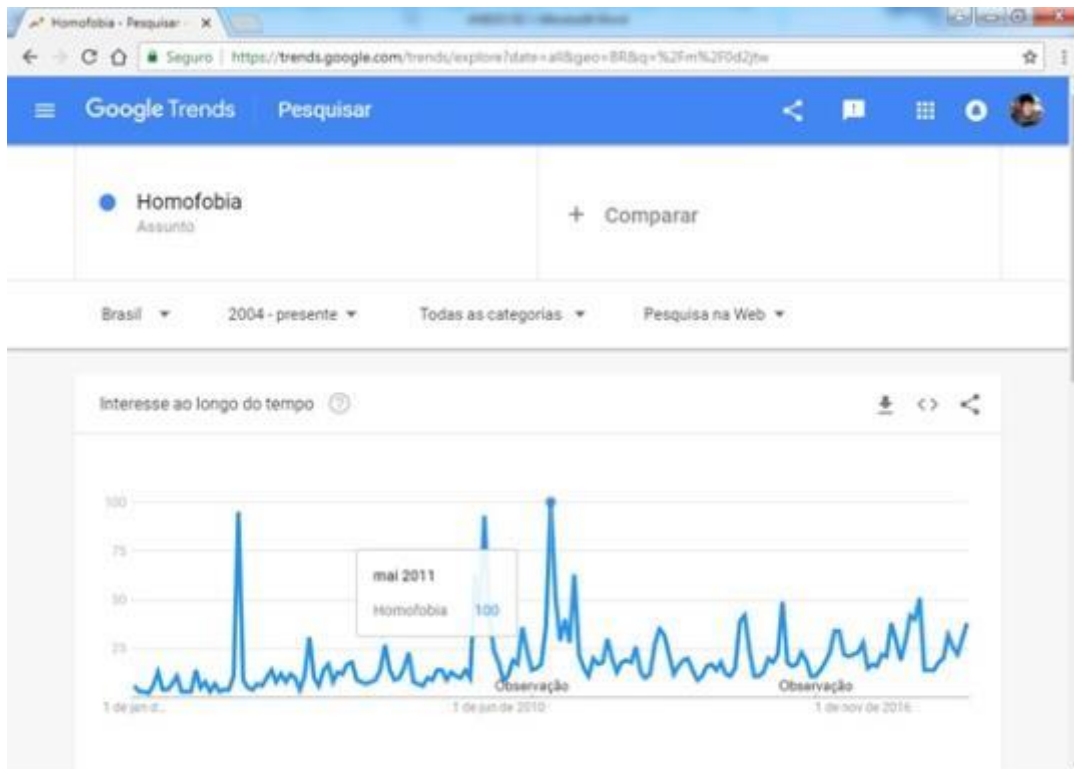 Homofobia - Pesquisar
Seguro https://trends.google.com/trends/explore?date=all&geo=BR&q=%2Fm%2F0d2jtw
Google Trends Pesquisar
Homofobia
Assunto
+ Comparar
Brasil 2004 - presente Todas as categorias Pesquisa na Web
Interesse ao longo do tempo
100
75
50
25
mai 2011
Homofobia 100
Observação Observação
1 de jan d... 1 de jun de 2010 1 de nov de 2016